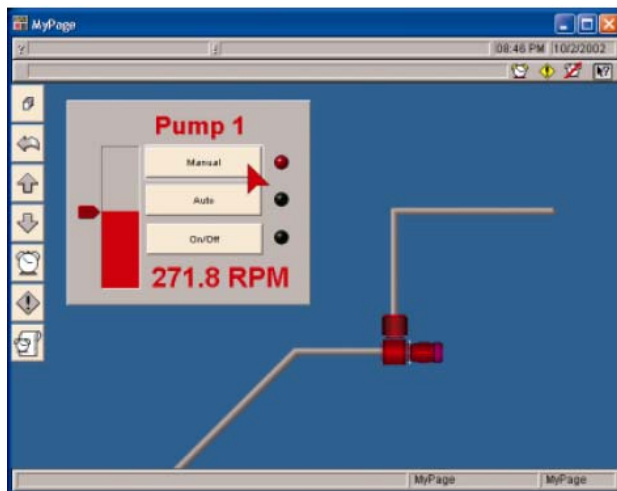 MyPage
08:46 PM 10/2/2002
Pump 1
Manual
Auto
On/Off
271.8 RPM
MyPage MyPage